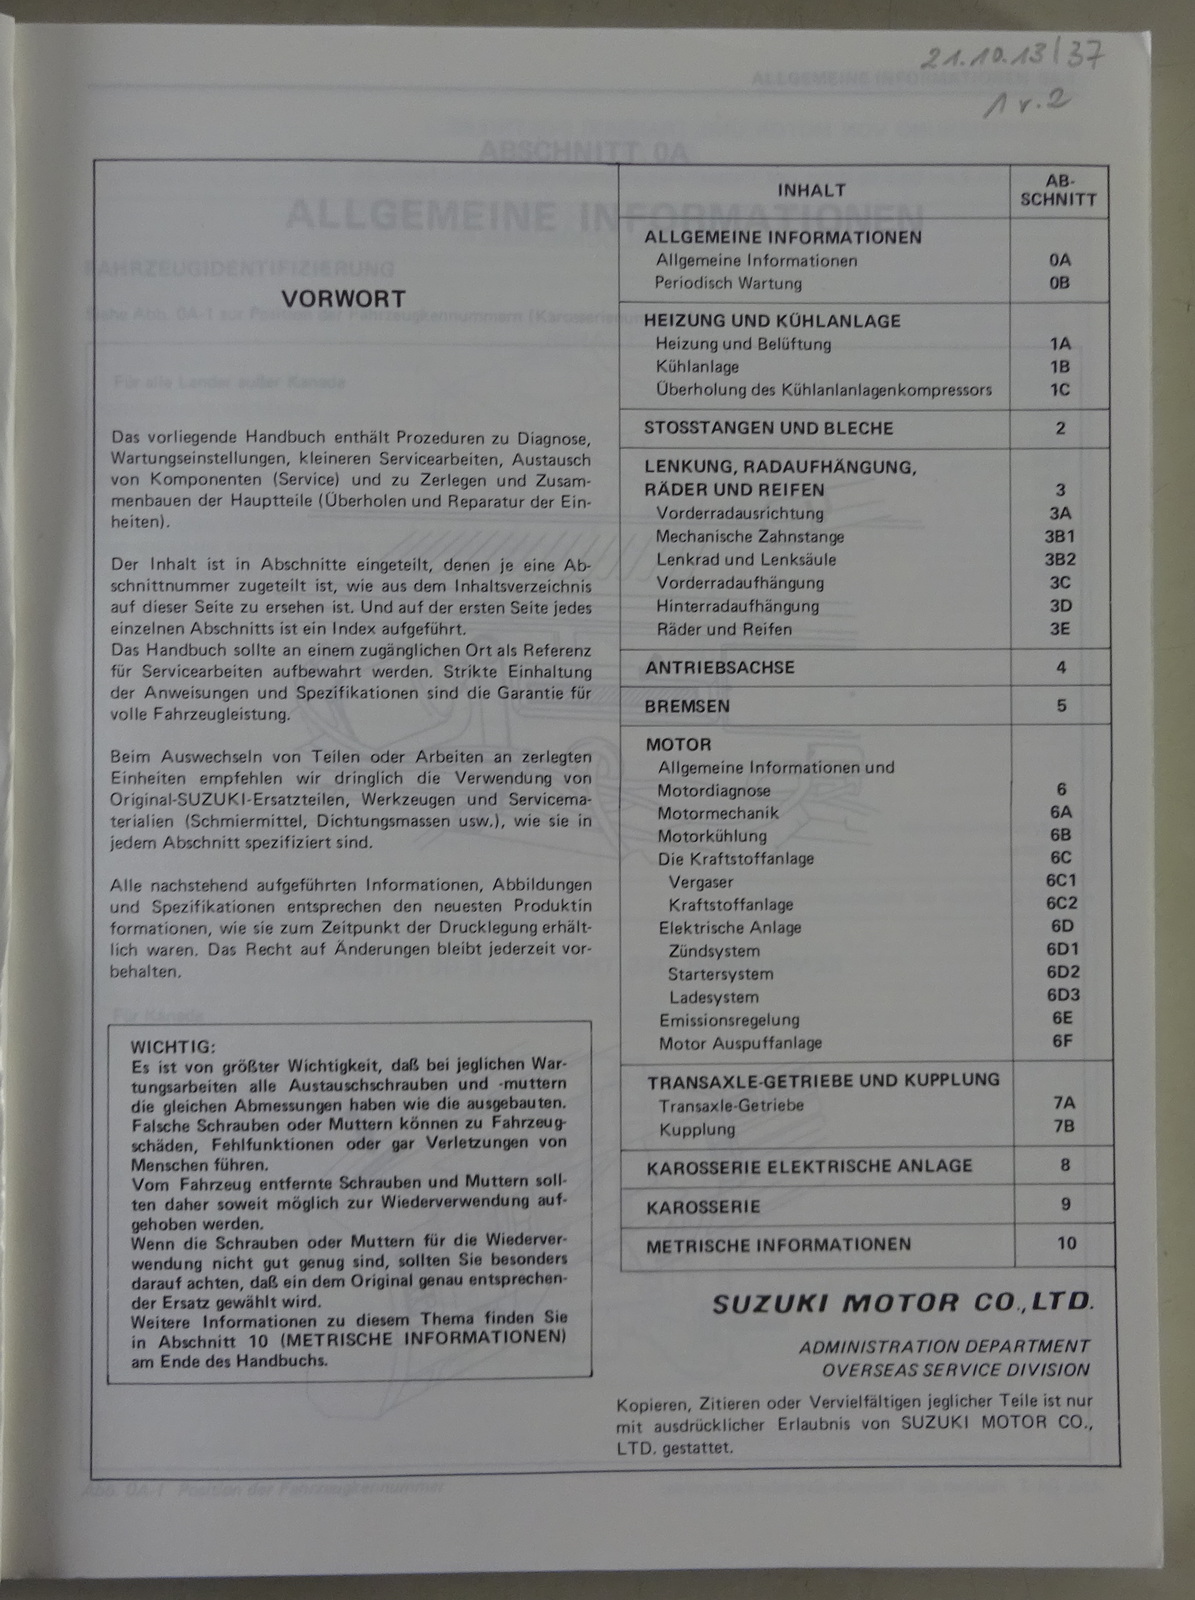 21.10.13/37
1 v. 2
VORWORT
Das vorliegende Handbuch enthält Prozeduren zu Diagnose,
Wartungseinstellungen, kleineren Servicearbeiten, Austausch
von Komponenten (Service) und zu Zerlegen und Zusam-
menbauen der Hauptteile (Überholen und Reparatur der Ein-
heiten).
Der Inhalt ist in Abschnitte eingeteilt, denen je eine Ab-
schnittnummer zugeteilt ist, wie aus dem Inhaltsverzeichnis
auf dieser Seite zu ersehen ist. Und auf der ersten Seite jedes
einzelnen Abschnitts ist ein Index aufgeführt.
Das Handbuch sollte an einem zugänglichen Ort als Referenz
für Servicearbeiten aufbewahrt werden. Strikte Einhaltung
der Anweisungen und Spezifikationen sind die Garantie für
volle Fahrzeugleistung.
Beim Auswechseln von Teilen oder Arbeiten an zerlegten
Einheiten empfehlen wir dringlich die Verwendung von
Original-SUZUKI-Ersatzteilen, Werkzeugen und Servicema-
terialien (Schmiermittel, Dichtungsmassen usw.), wie sie in
jedem Abschnitt spezifiziert sind.
Alle nachstehend aufgeführten Informationen, Abbildungen
und Spezifikationen entsprechen den neuesten Produktin
formationen, wie sie zum Zeitpunkt der Drucklegung erhält-
lich waren. Das Recht auf Änderungen bleibt jederzeit vor-
behalten.
WICHTIG:
Es ist von größter Wichtigkeit, daß bei jeglichen War-
tungsarbeiten alle Austauschschrauben und -muttern
die gleichen Abmessungen haben wie die ausgebauten.
Falsche Schrauben oder Muttern können zu Fahrzeug-
schäden, Fehlfunktionen oder gar Verletzungen von
Menschen führen.
Vom Fahrzeug entfernte Schrauben und Muttern soll-
ten daher soweit möglich zur Wiederverwendung auf-
gehoben werden.
Wenn die Schrauben oder Muttern für die Wiederver-
wendung nicht gut genug sind, sollten Sie besonders
darauf achten, daß ein dem Original genau entsprechen-
der Ersatz gewählt wird.
Weitere Informationen zu diesem Thema finden Sie
in Abschnitt 10 (METRISCHE INFORMATIONEN)
am Ende des Handbuchs.
INHALT AB-
SCHNITT
ALLGEMEINE INFORMATIONEN
Allgemeine Informationen 0A
Periodisch Wartung 0B
HEIZUNG UND KÜHLANLAGE
Heizung und Belüftung 1A
Kühlanlage 1B
Überholung des Kühlanlanlagenkompressors 1C
STOSSTANGEN UND BLECHE 2
LENKUNG, RADAUFHÄNGUNG,
RÄDER UND REIFEN 3
Vorderradausrichtung 3A
Mechanische Zahnstange 3B1
Lenkrad und Lenksäule 3B2
Vorderradaufhängung 3C
Hinterradaufhängung 3D
Räder und Reifen 3E
ANTRIEBSACHSE 4
BREMSEN 5
MOTOR
Allgemeine Informationen und
Motordiagnose 6
Motormechanik 6A
Motorkühlung 6B
Die Kraftstoffanlage 6C
Vergaser 6C1
Kraftstoffanlage 6C2
Elektrische Anlage 6D
Zündsystem 6D1
Startersystem 6D2
Ladesystem 6D3
Emissionsregelung 6E
Motor Auspuffanlage 6F
TRANSAXLE-GETRIEBE UND KUPPLUNG
Transaxle-Getriebe 7A
Kupplung 7B
KAROSSERIE ELEKTRISCHE ANLAGE 8
KAROSSERIE 9
METRISCHE INFORMATIONEN 10
SUZUKI MOTOR CO., LTD.
ADMINISTRATION DEPARTMENT
OVERSEAS SERVICE DIVISION
Kopieren, Zitieren oder Vervielfältigen jeglicher Teile ist nur
mit ausdrücklicher Erlaubnis von SUZUKI MOTOR CO.,
LTD. gestattet.